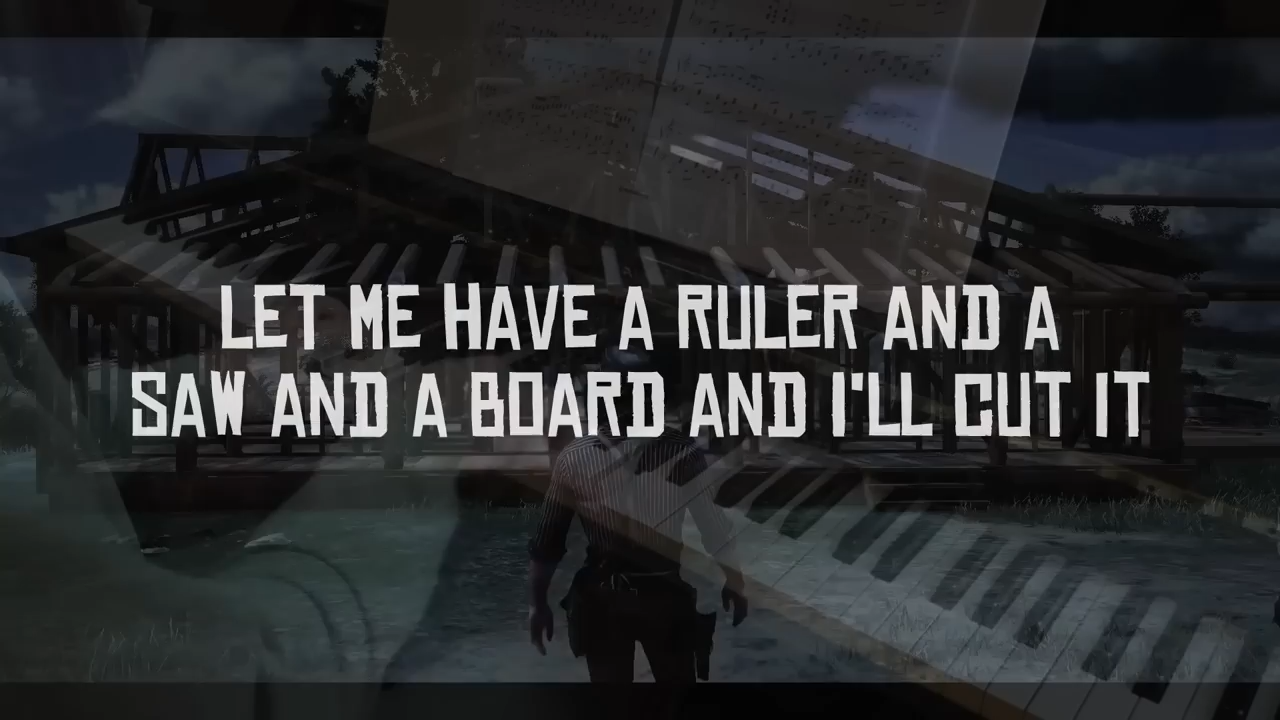 LET ME HAVE A RULER AND A
SAW AND A BOARD AND I'LL CUT IT